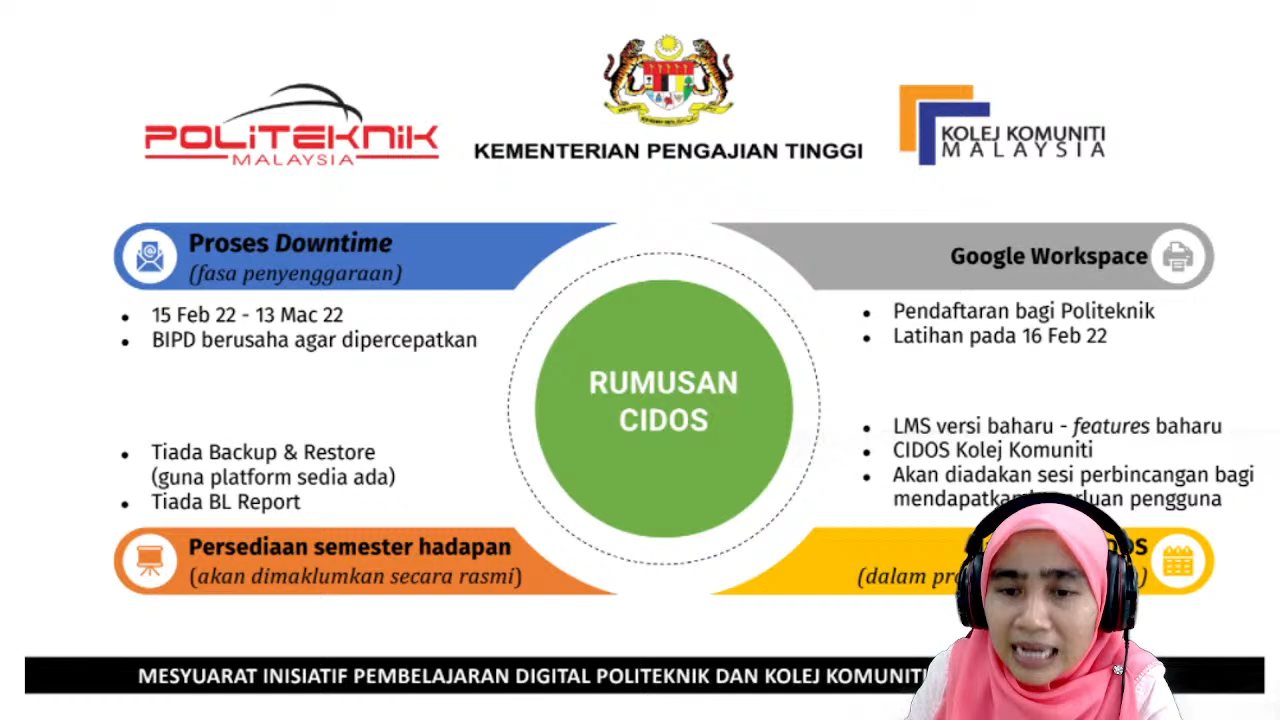 POLITEKNIK
MALAYSIA
KEMENTERIAN PENGAJIAN TINGGI
KOLEJ KOMUNITI
MALAYSIA
Proses Downtime
(fasa penyenggaraan)
• 15 Feb 22 - 13 Mac 22
• BIPD berusaha agar dipercepatkan
Google Workspace
• Pendaftaran bagi Politeknik
• Latihan pada 16 Feb 22
RUMUSAN
CIDOS
• Tiada Backup & Restore
(guna platform sedia ada)
• Tiada BL Report
Persediaan semester hadapan
(akan dimaklumkan secara rasmi)
• LMS versi baharu - features baharu
• CIDOS Kolej Komuniti
• Akan diadakan sesi perbincangan bagi
pengguna
(dalam
MESYUARAT INISIATIF PEMBELAJARAN DIGITAL POLITEKNIK DAN KOLEJ KOMUNITI